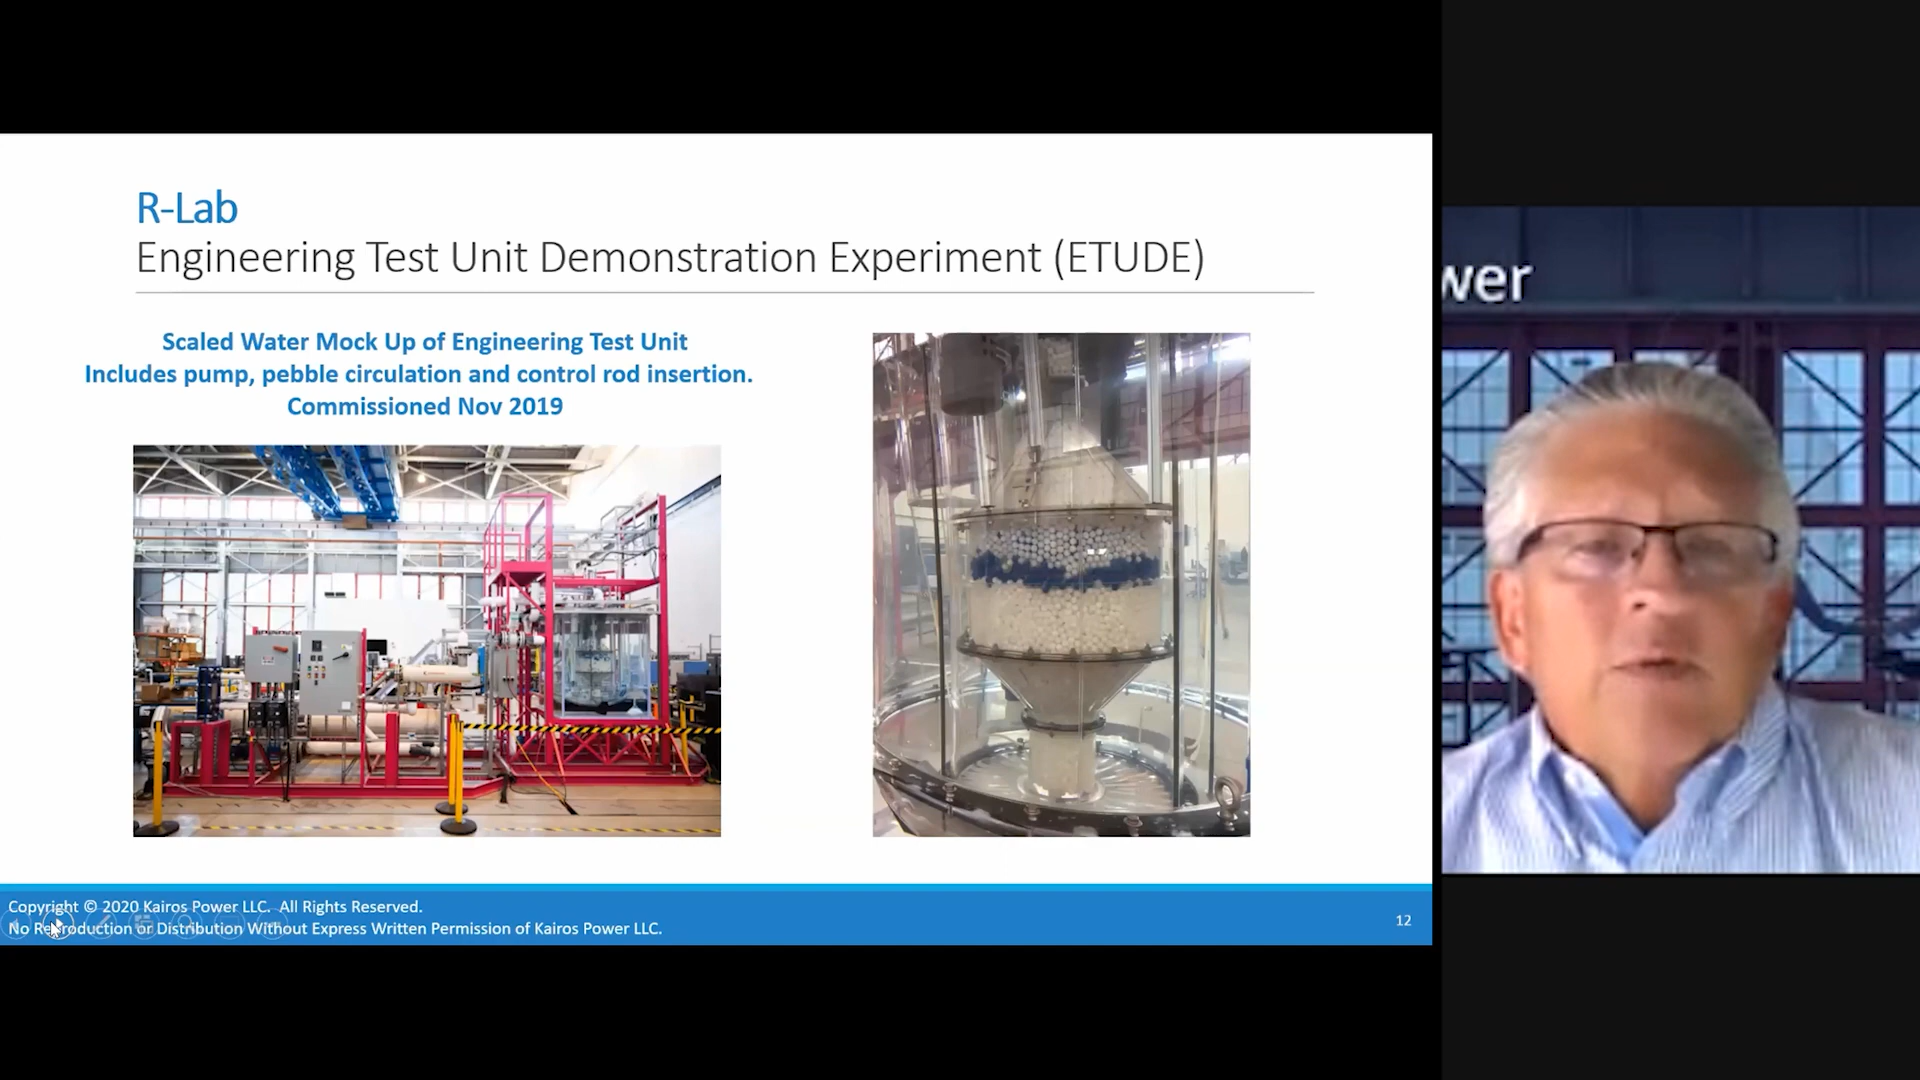 R-Lab
Engineering Test Unit Demonstration Experiment (ETUDE)
Scaled Water Mock Up of Engineering Test Unit
Includes pump, pebble circulation and control rod insertion.
Commissioned Nov 2019
wer
Copyright © 2020 Kairos Power LLC. All Rights Reserved.
No Reproduction or Distribution Without Express Written Permission of Kairos Power LLC.
12